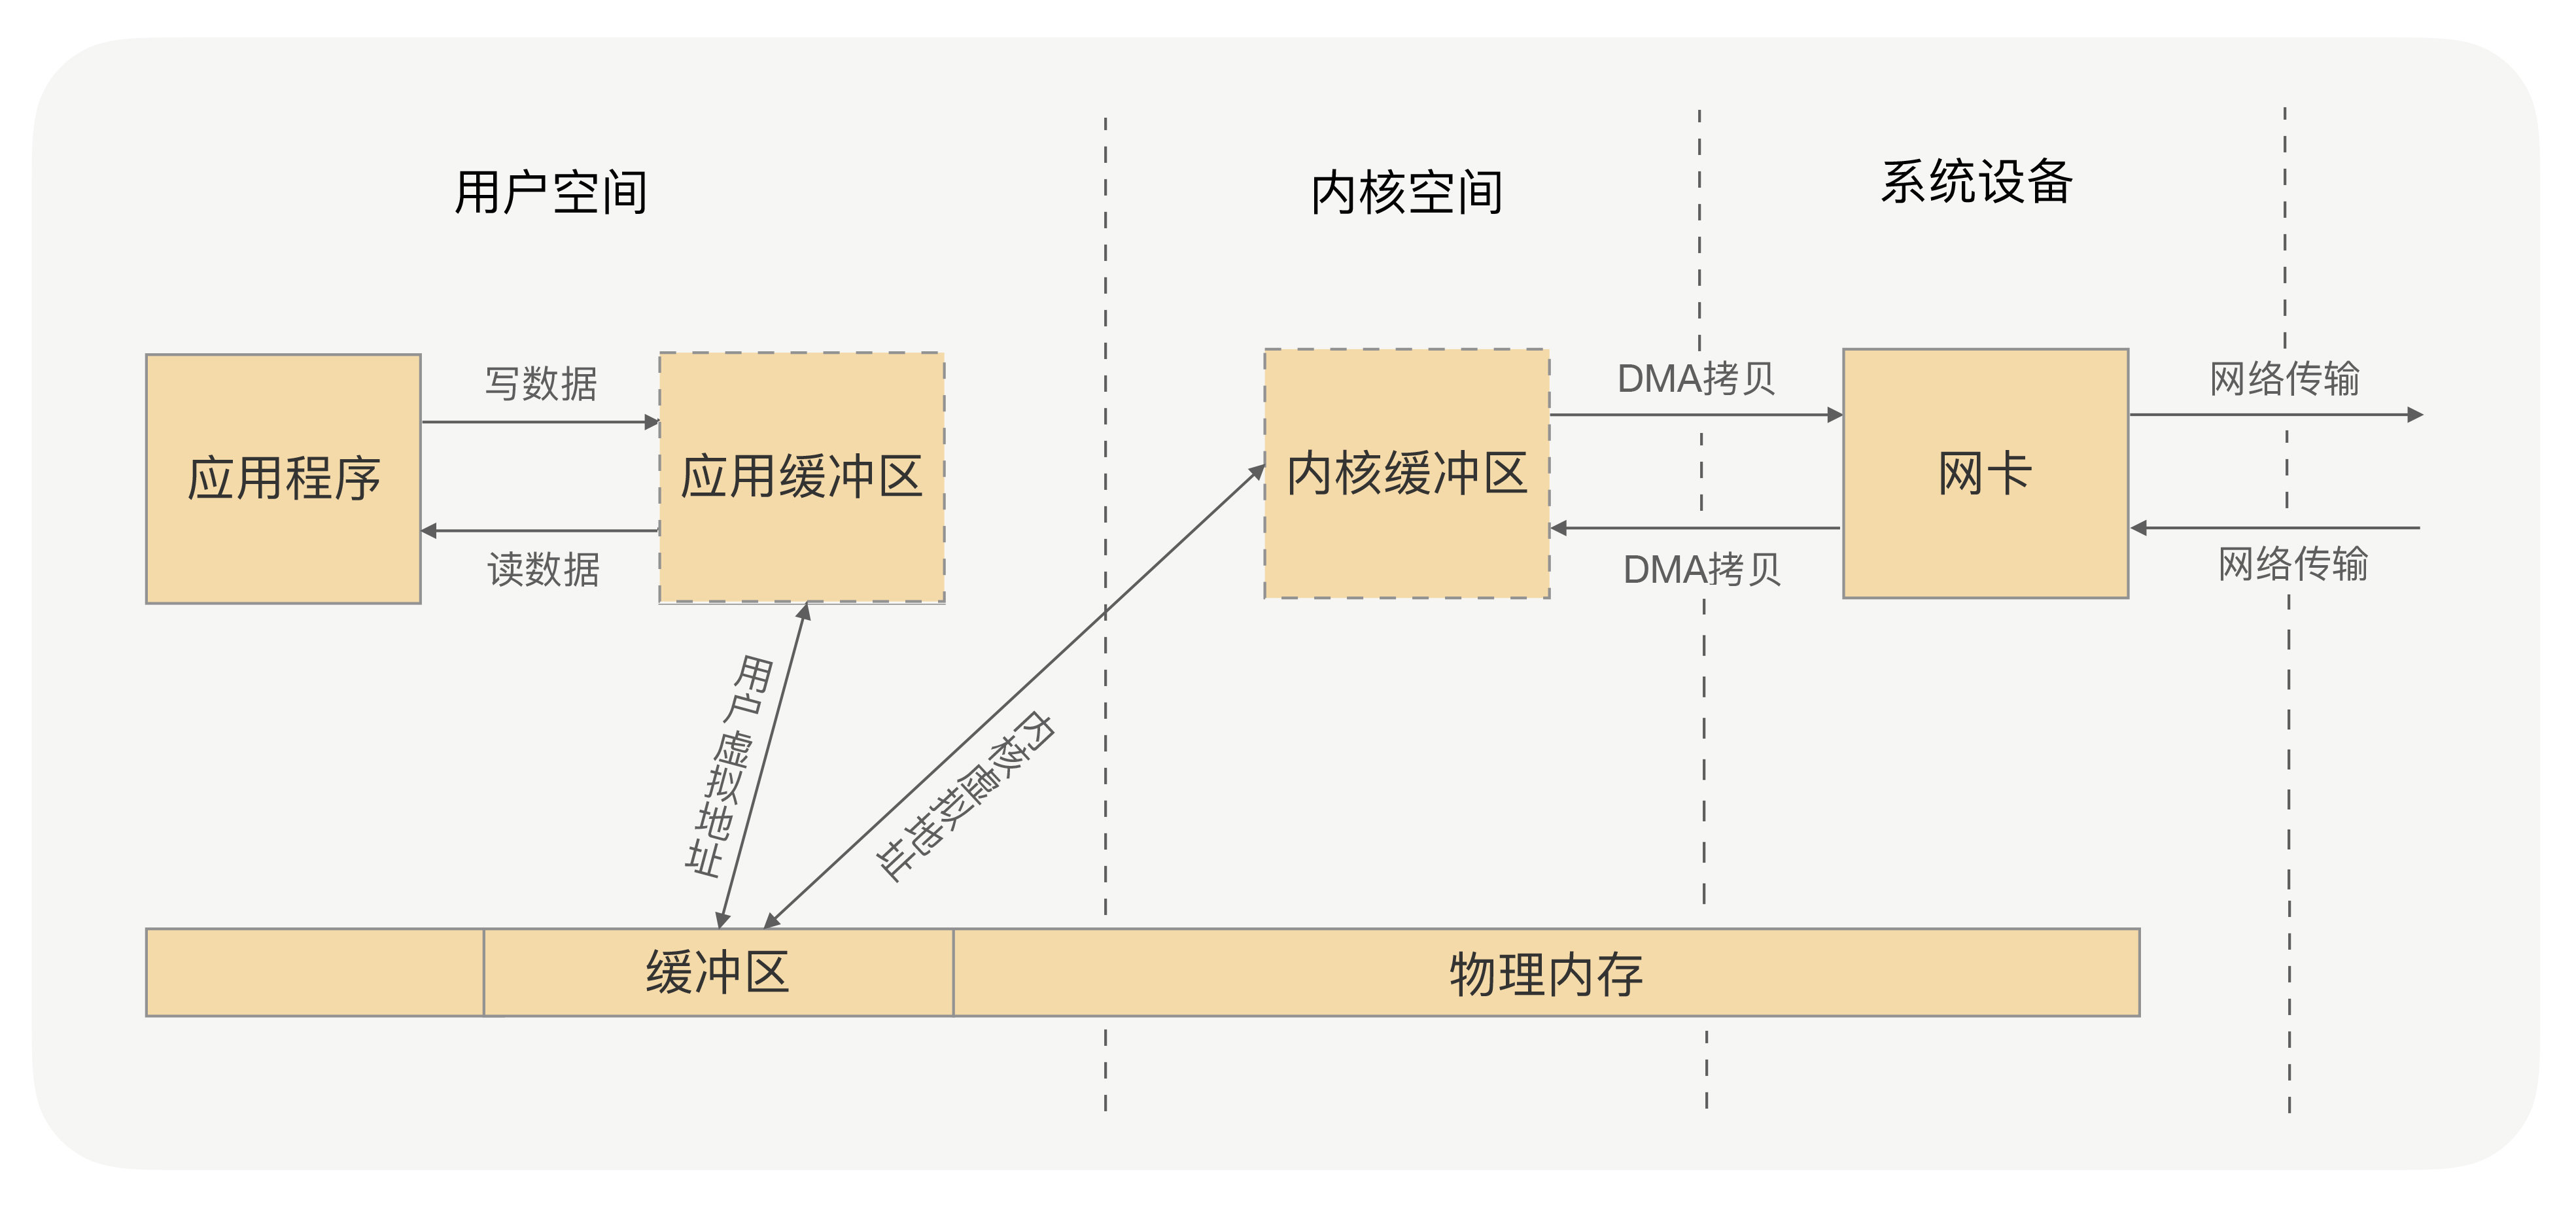 用户空间
内核空间
系统设备
应用程序
写数据
读数据
应用缓冲区
内核缓冲区
DMA拷贝
DMA拷贝
网卡
网络传输
网络传输
用户虚拟地址
内核虚拟地址
缓冲区
物理内存